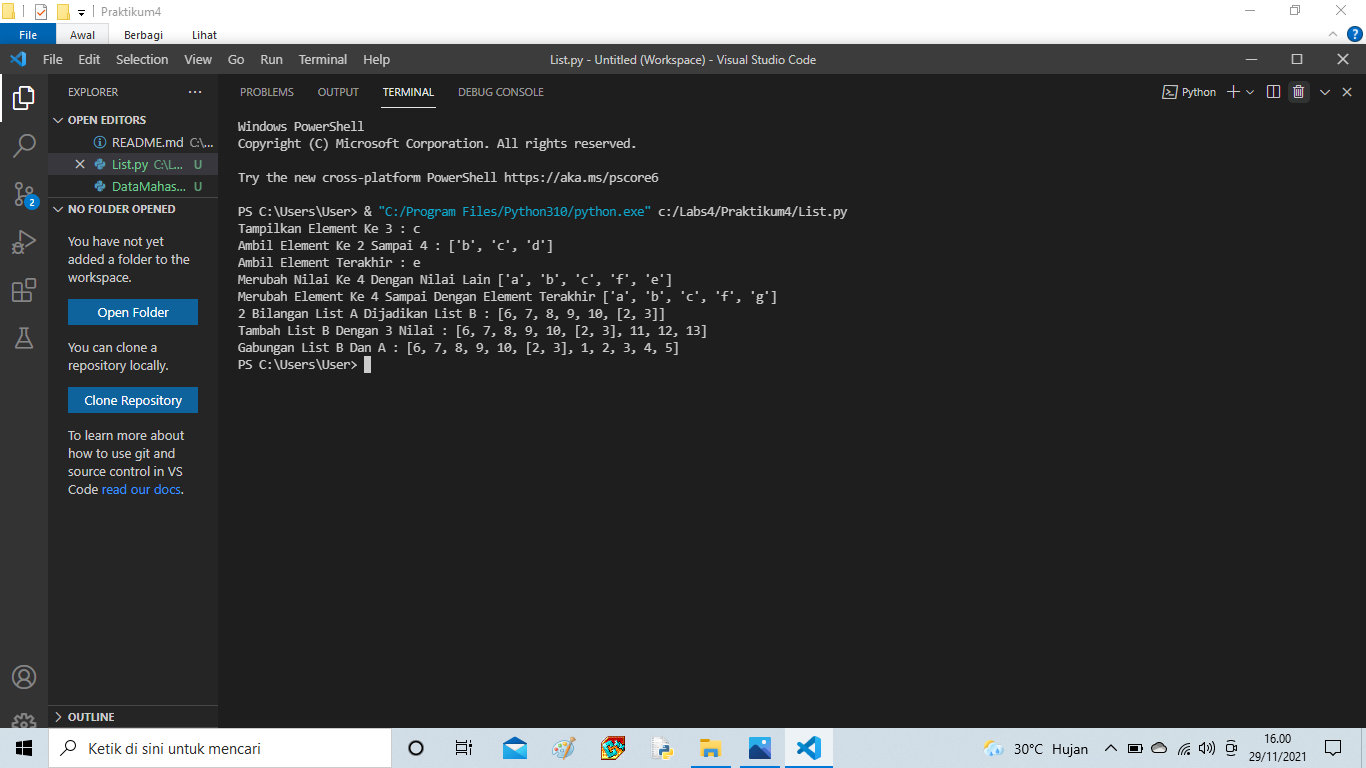 Praktikum4
File Awal Berbagi Lihat
File Edit Selection View Go Run Terminal Help List.py - Untitled (Workspace) - Visual Studio Code
EXPLORER
OPEN EDITORS
README.md C:\...
List.py C:\L... U
DataMahas... U
2
NO FOLDER OPENED
You have not yet
added a folder to the
workspace.
Open Folder
You can clone a
repository locally.
Clone Repository
To learn more about
how to use git and
source control in VS
Code read our docs.
OUTLINE
PROBLEMS OUTPUT TERMINAL DEBUG CONSOLE Python
Windows PowerShell
Copyright (C) Microsoft Corporation. All rights reserved.
Try the new cross-platform PowerShell https://aka.ms/pscore6
PS C:\Users\User> & "C:/Program Files/Python310/python.exe" c:/Labs4/Praktikum4/List.py
Tampilkan Element Ke 3 : c
Ambil Element Ke 2 Sampai 4 : ['b', 'c', 'd']
Ambil Element Terakhir : e
Merubah Nilai Ke 4 Dengan Nilai Lain ['a', 'b', 'c', 'f', 'e']
Merubah Element Ke 4 Sampai Dengan Element Terakhir ['a', 'b', 'c', 'f', 'g']
2 Bilangan List A Dijadikan List B : [6, 7, 8, 9, 10, [2, 3]]
Tambah List B Dengan 3 Nilai : [6, 7, 8, 9, 10, [2, 3], 11, 12, 13]
Gabungan List B Dan A : [6, 7, 8, 9, 10, [2, 3], 1, 2, 3, 4, 5]
PS C:\Users\User>
Ketik di sini untuk mencari
30°C Hujan
16.00
29/11/2021